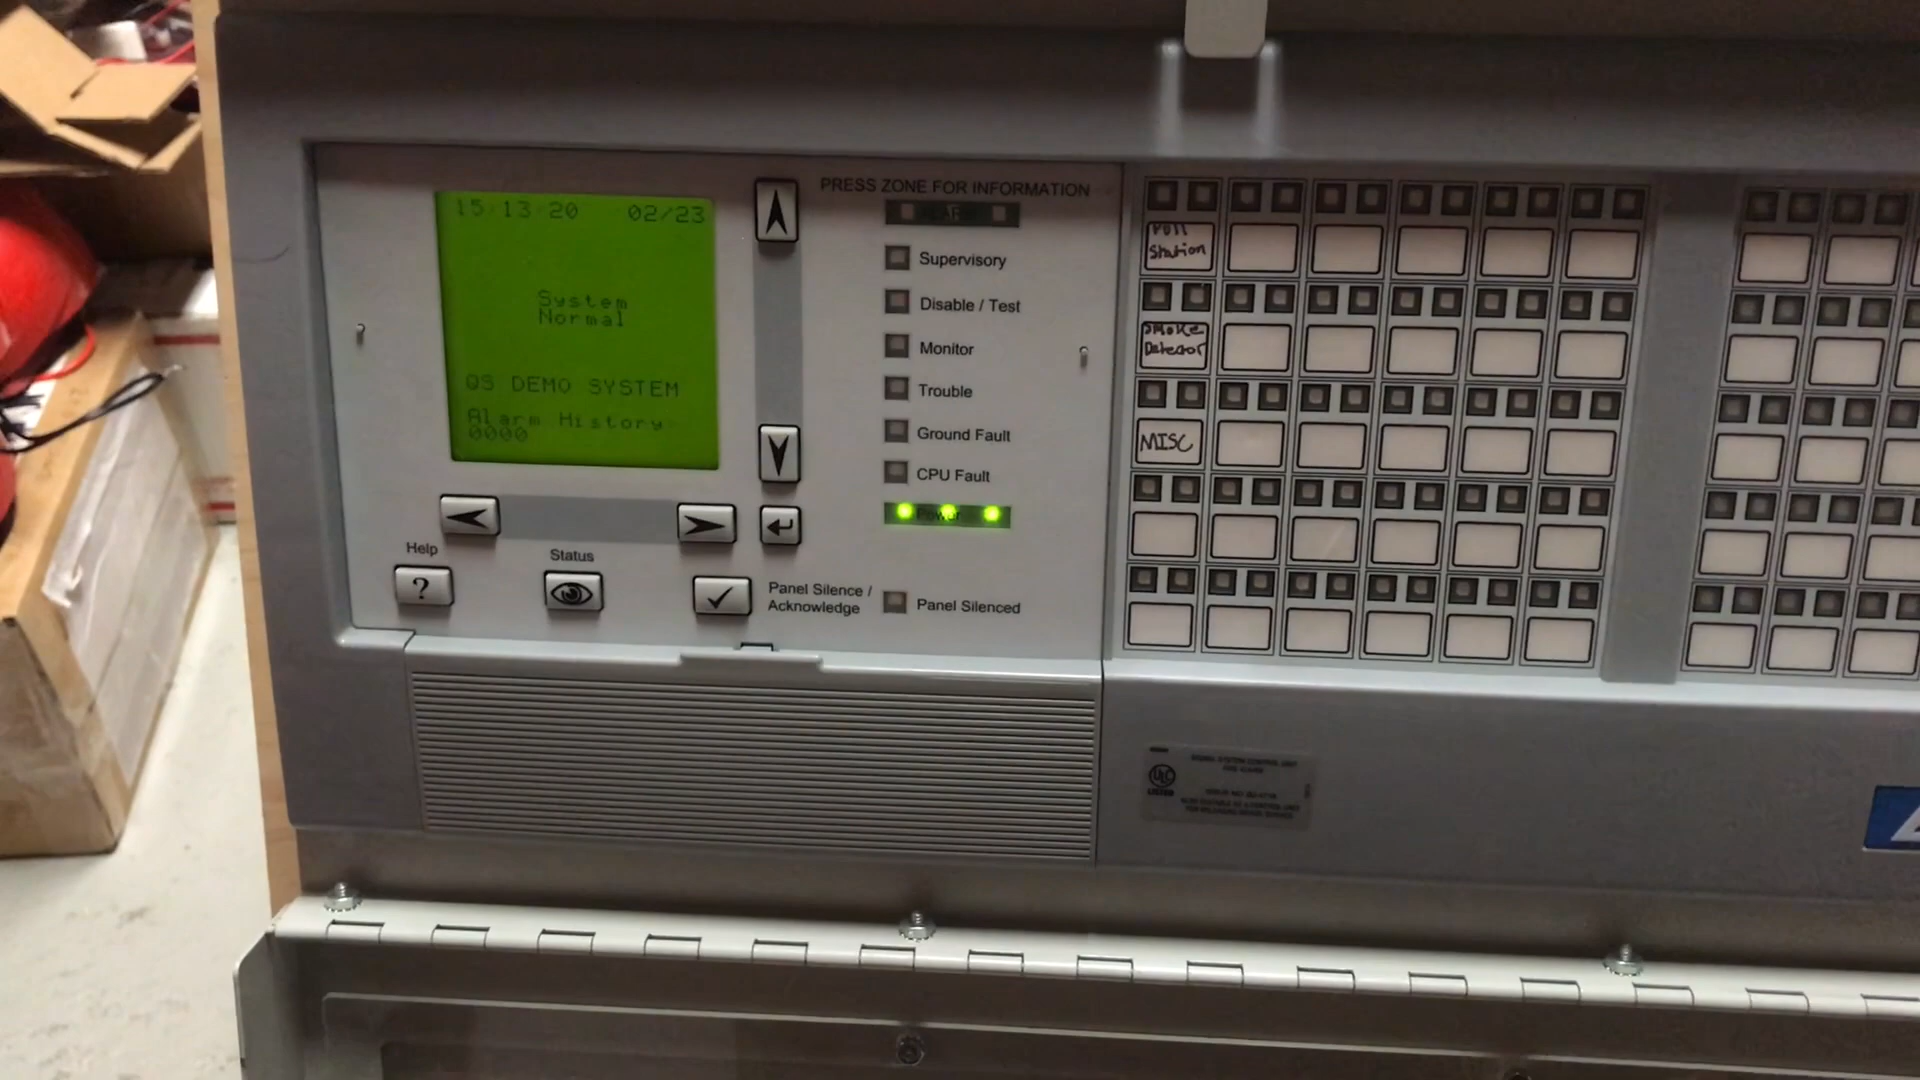 15:13:20 02/23
System
Normal
QS DEMO SYSTEM
Alarm History
0000
PRESS ZONE FOR INFORMATION
Supervisory
Disable / Test
Monitor
Trouble
Ground Fault
CPU Fault
Power
Help
?
Status
Panel Silence /
Acknowledge
Panel Silenced
Pull
Station
Smoke
Detector
MISC
ULC
LISTED